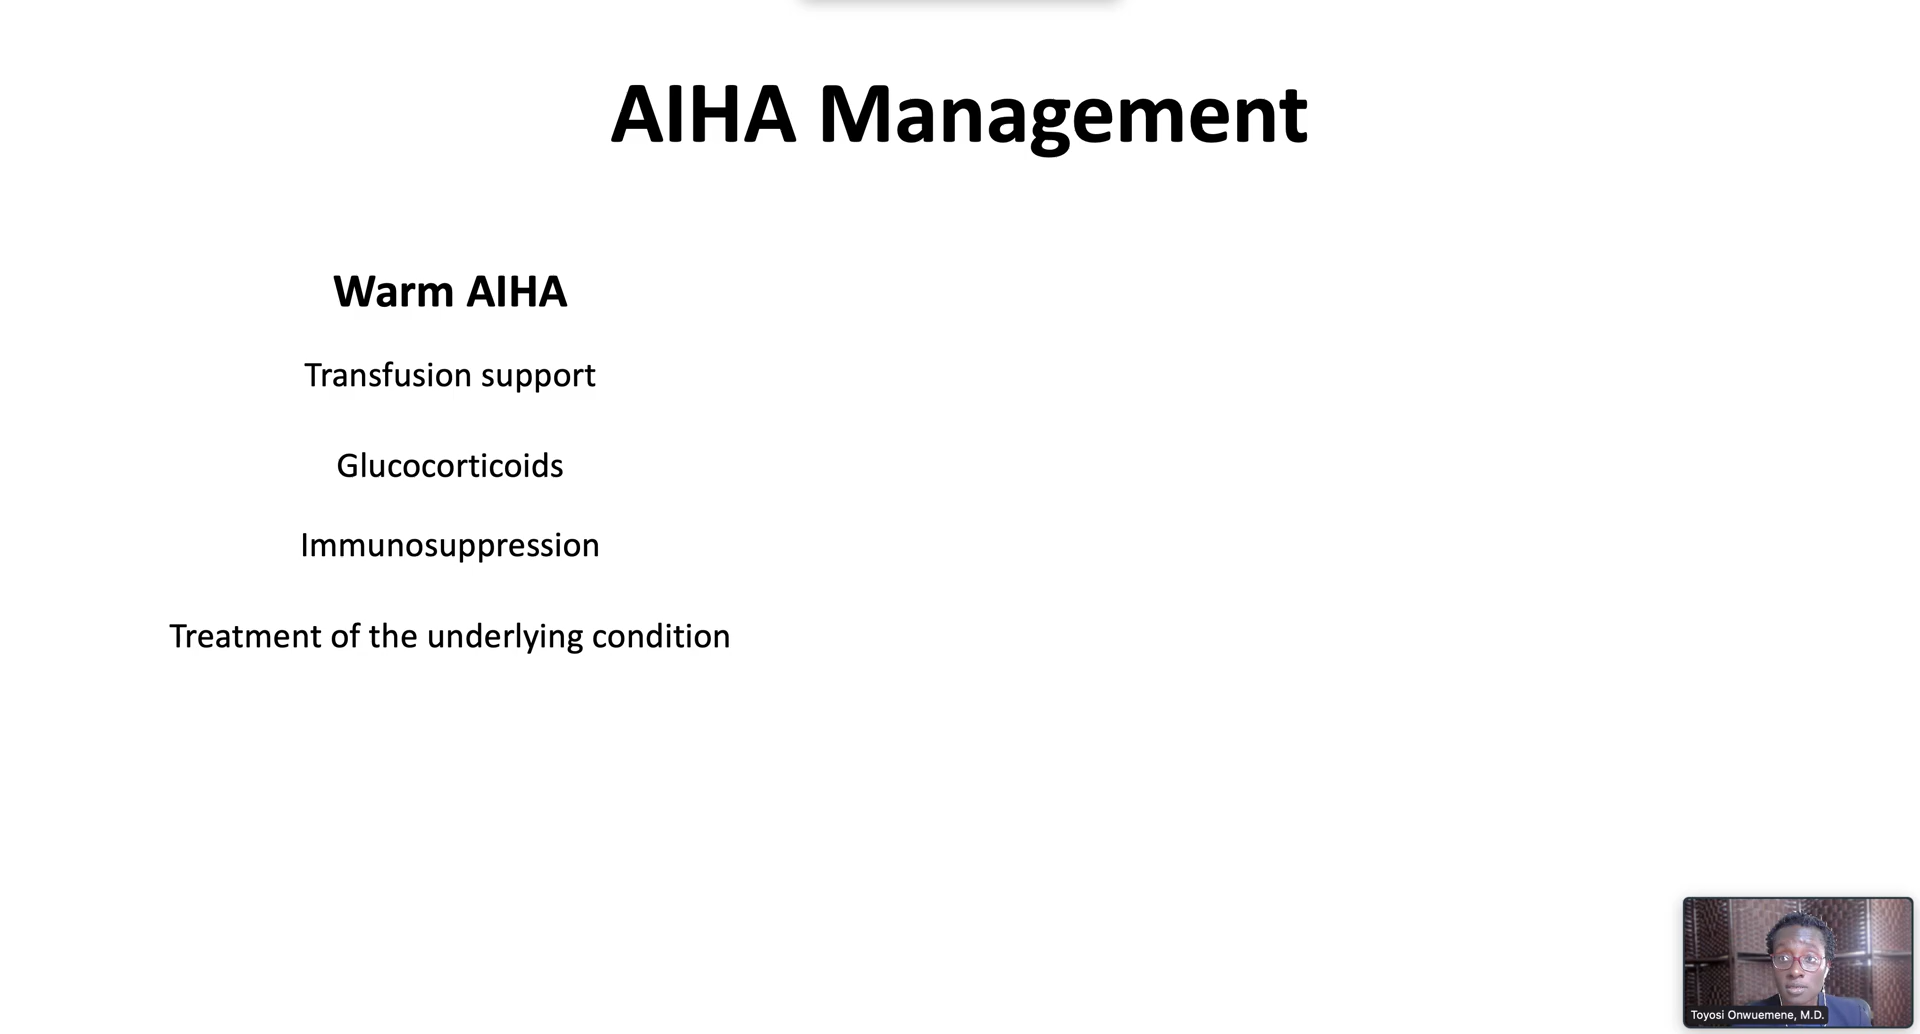 AIHA Management
Warm AIHA
Transfusion support
Glucocorticoids
Immunosuppression
Treatment of the underlying condition
Toyosi Onwuemene, M.D.